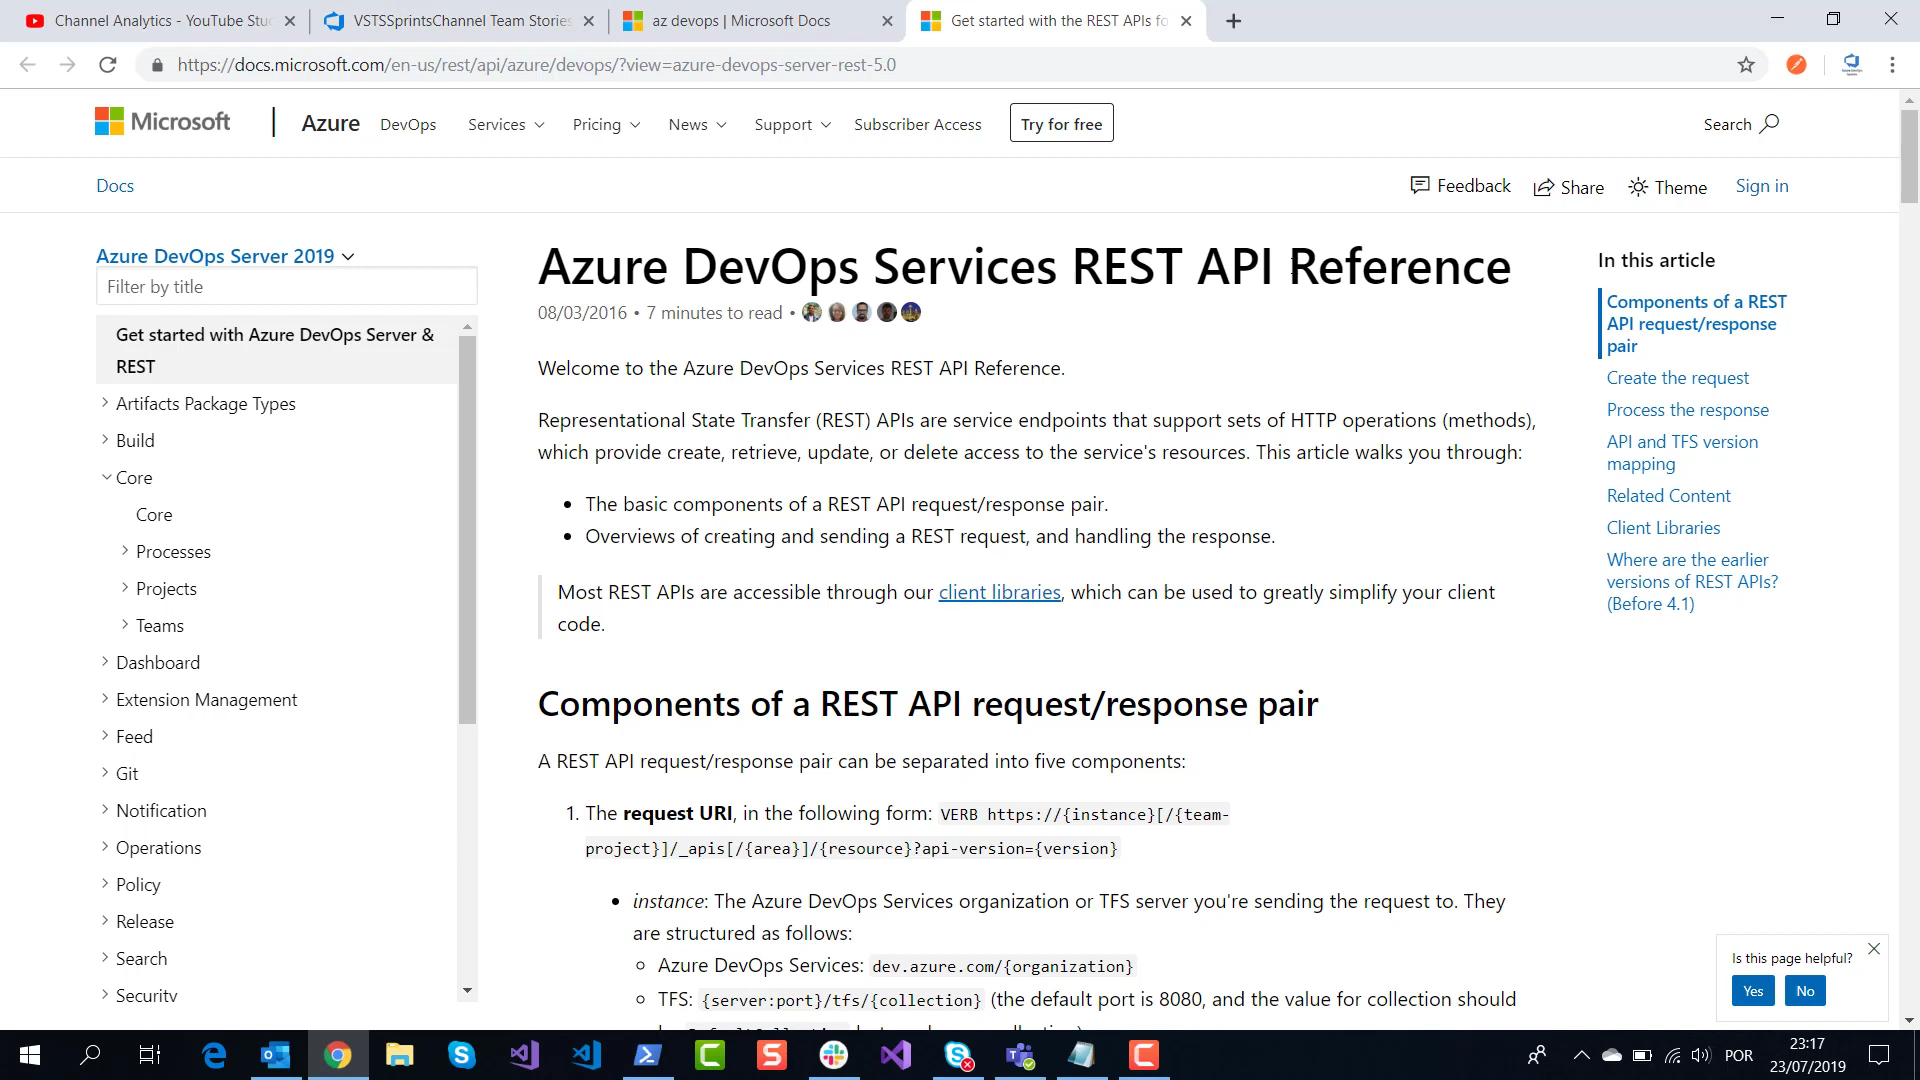 Channel Analytics - YouTube Stu
VSTSSprintsChannel Team Stories
az devops | Microsoft Docs
Get started with the REST APIs fo
https://docs.microsoft.com/en-us/rest/api/azure/devops/?view=azure-devops-server-rest-5.0
Microsoft
Azure
DevOps
Services
Pricing
News
Support
Subscriber Access
Try for free
Search
Docs
Feedback
Share
Theme
Sign in
Azure DevOps Server 2019
Filter by title
Get started with Azure DevOps Server &
REST
Artifacts Package Types
Build
Core
Core
Processes
Projects
Teams
Dashboard
Extension Management
Feed
Git
Notification
Operations
Policy
Release
Search
Security
Azure DevOps Services REST API Reference
08/03/2016 • 7 minutes to read •
Welcome to the Azure DevOps Services REST API Reference.
Representational State Transfer (REST) APIs are service endpoints that support sets of HTTP operations (methods),
which provide create, retrieve, update, or delete access to the service's resources. This article walks you through:
• The basic components of a REST API request/response pair.
• Overviews of creating and sending a REST request, and handling the response.
Most REST APIs are accessible through our client libraries, which can be used to greatly simplify your client
code.
Components of a REST API request/response pair
A REST API request/response pair can be separated into five components:
1. The request URI, in the following form: VERB https://{instance}[/{team-
project}]/_apis[/{area}]/{resource}?api-version={version}
• instance: The Azure DevOps Services organization or TFS server you're sending the request to. They
are structured as follows:
Azure DevOps Services: dev.azure.com/{organization}
TFS: {server:port}/tfs/{collection} (the default port is 8080, and the value for collection should
In this article
Components of a REST
API request/response
pair
Create the request
Process the response
API and TFS version
mapping
Related Content
Client Libraries
Where are the earlier
versions of REST APIs?
(Before 4.1)
Is this page helpful?
Yes
No
POR
23:17
23/07/2019